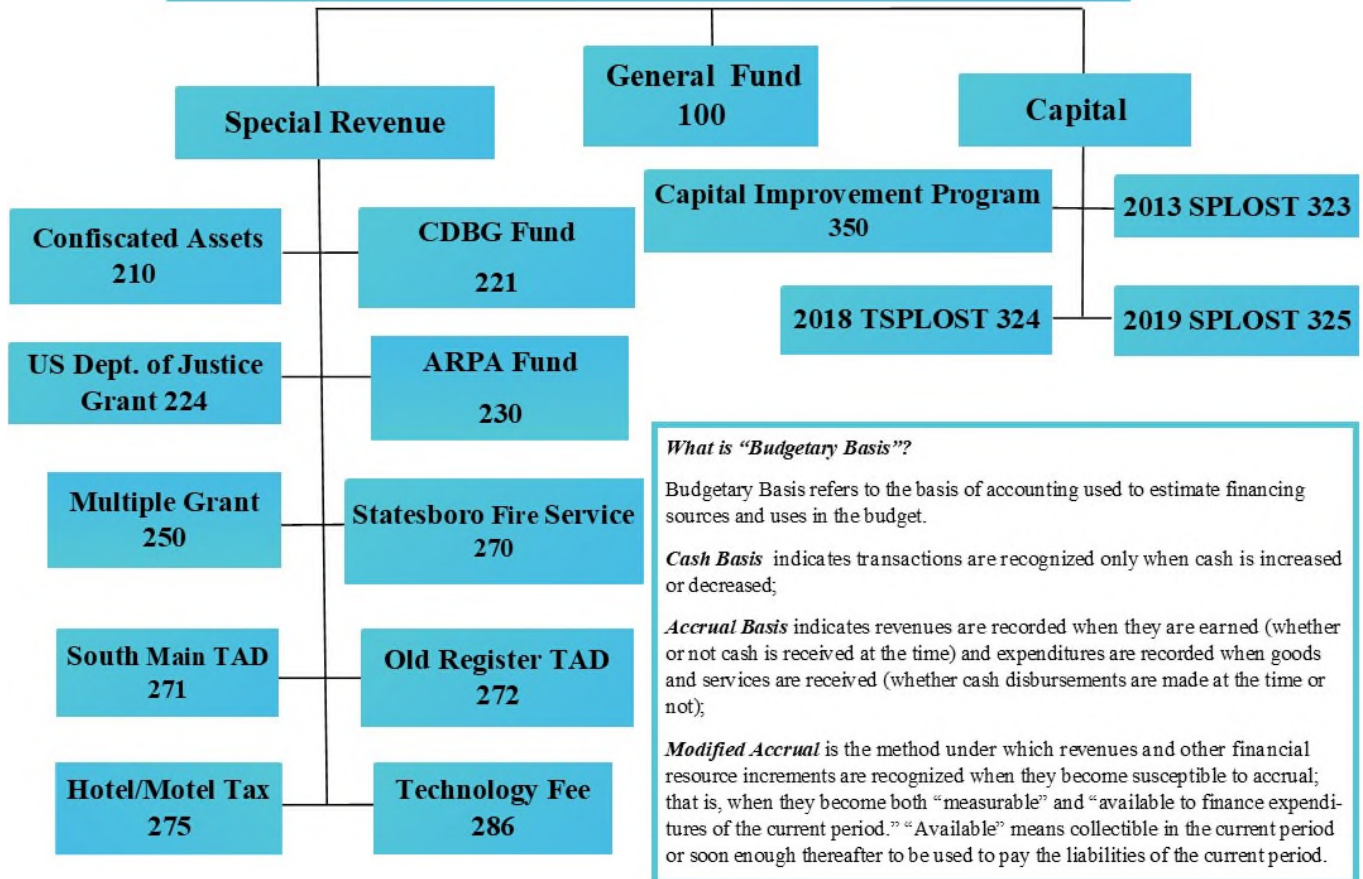 General Fund
100
Special Revenue
Capital
Confiscated Assets
210
CDBG Fund
221
US Dept. of Justice
Grant 224
ARPA Fund
230
Multiple Grant
250
Statesboro Fire Service
270
South Main TAD
271
Old Register TAD
272
Hotel/Motel Tax
275
Technology Fee
286
Capital Improvement Program
350
2013 SPLOST 323
2018 TSPLOST 324
2019 SPLOST 325
What is “Budgetary Basis”?
Budgetary Basis refers to the basis of accounting used to estimate financing
sources and uses in the budget.
Cash Basis indicates transactions are recognized only when cash is increased
or decreased;
Accrual Basis indicates revenues are recorded when they are earned (whether
or not cash is received at the time) and expenditures are recorded when goods
and services are received (whether cash disbursements are made at the time or
not);
Modified Accrual is the method under which revenues and other financial
resource increments are recognized when they become susceptible to accrual;
that is, when they become both “measurable” and “available to finance expendi-
tures of the current period.” “Available” means collectible in the current period
or soon enough thereafter to be used to pay the liabilities of the current period.